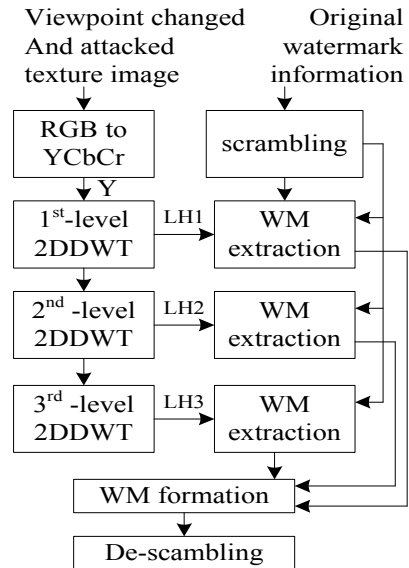 Viewpoint changed
And attacked
texture image
Original
watermark
information
RGB to
YCbCr
scrambling
Y
1st-level
2DDWT
LH1
WM
extraction
2nd -level
2DDWT
LH2
WM
extraction
3rd -level
2DDWT
LH3
WM
extraction
WM formation
De-scambling